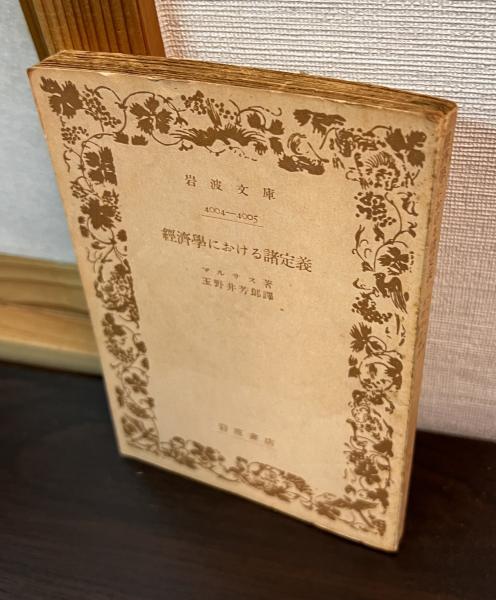 岩波文庫
4004—4005
經濟學における諸定義
マルサス著
玉野井芳郎譯
岩波書店